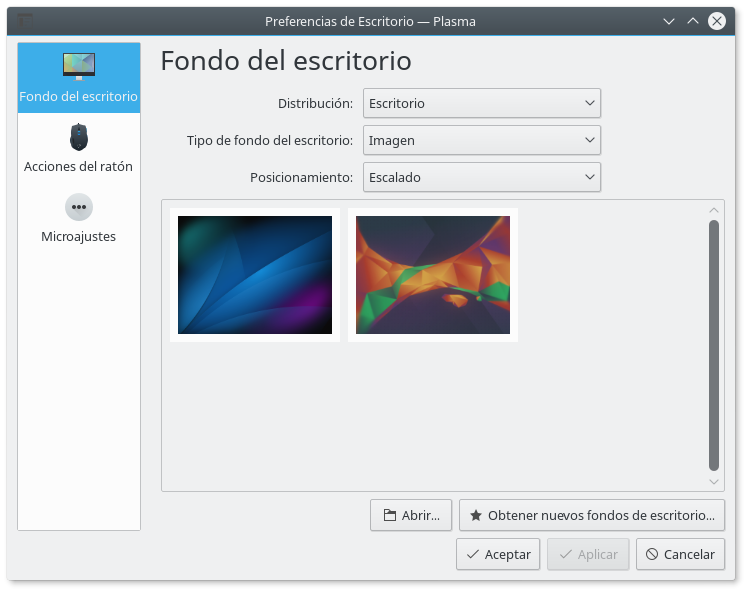 Preferencias de Escritorio — Plasma
Fondo del escritorio
Acciones del ratón
Microajustes
Fondo del escritorio
Distribución: Escritorio
Tipo de fondo del escritorio: Imagen
Posicionamiento: Escalado
Abrir... Obtener nuevos fondos de escritorio...
Aceptar Aplicar Cancelar